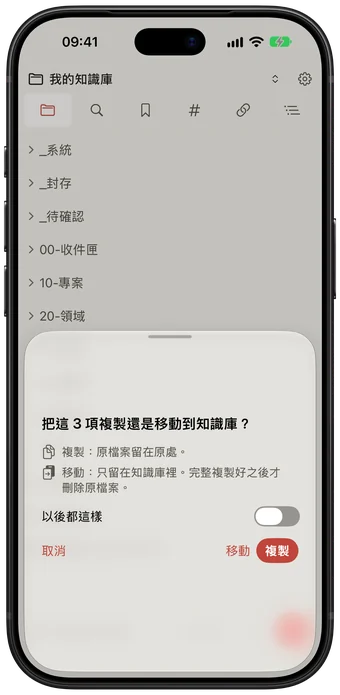 09:41
我的知識庫
_系統
_封存
_待確認
00-收件匣
10-專案
20-領域
把這 3 項複製還是移動到知識庫？
複製：原檔案留在原處。
移動：只留在知識庫裡。完整複製好之後才
刪除原檔案。
以後都這樣
取消
移動
複製